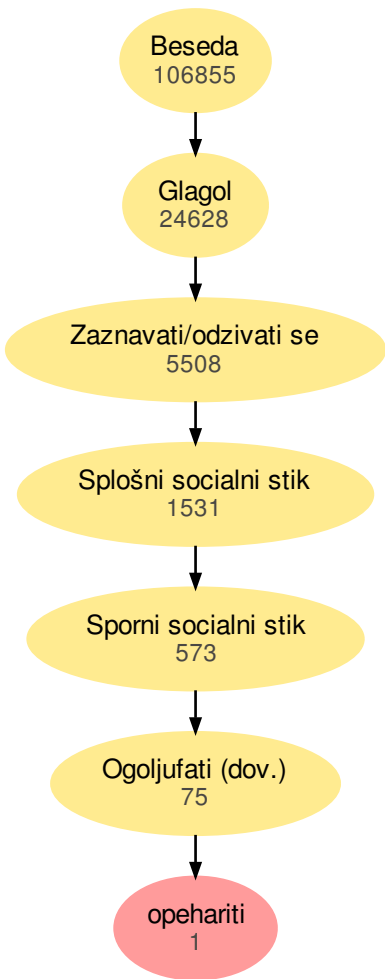 Beseda
106855
Glagol
24628
Zaznavati/odzivati se
5508
Splošni socialni stik
1531
Sporni socialni stik
573
Ogoljufati (dov.)
75
opehariti
1